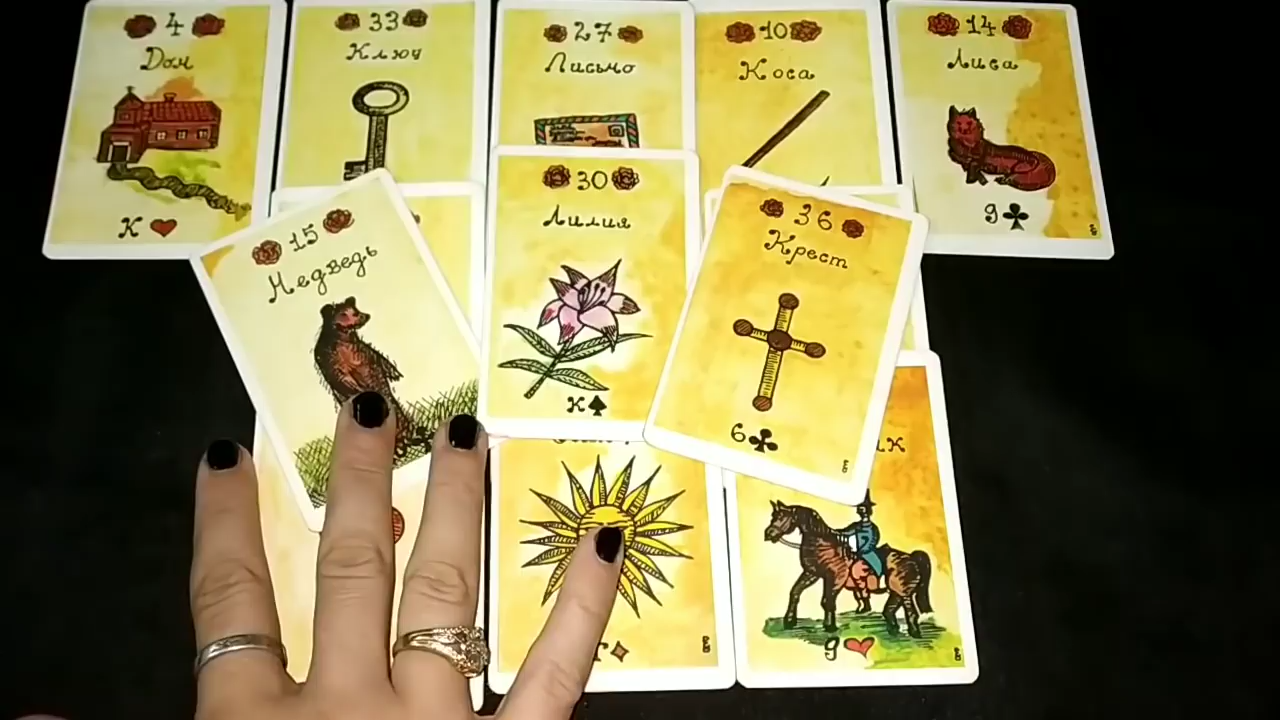 4
Дом
К
33
Ключ
27
Письмо
10
Коса
14
Лиса
9
15
Медведь
30
Лилия
К
36
Крест
6
9